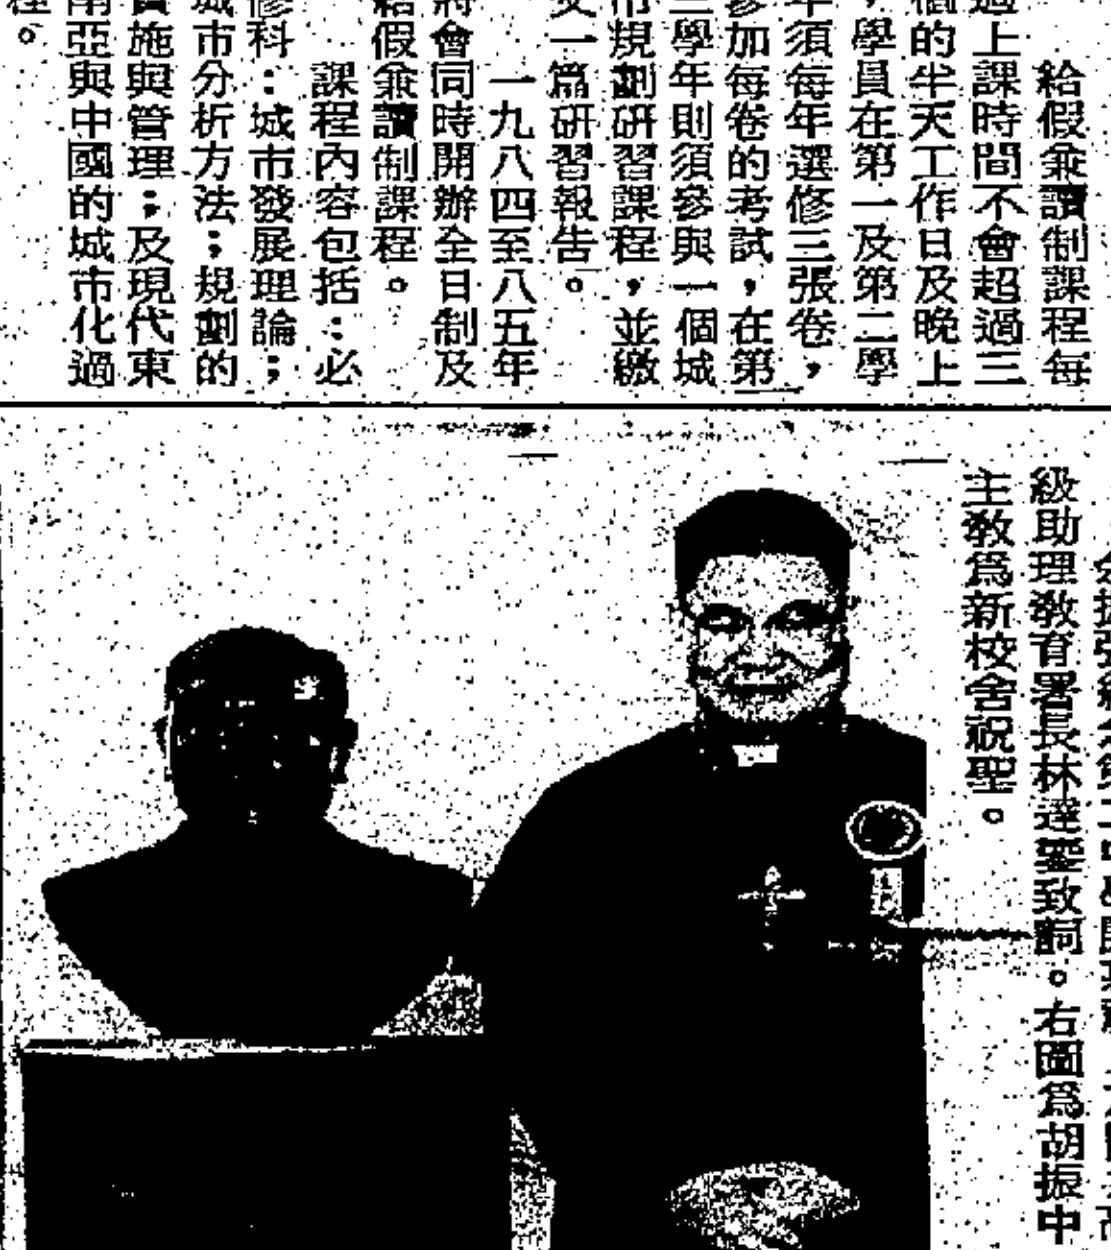 給假兼讀制課程每
過上課時間不會超過三
個的半天工作日及晚上
，學員在第一及第二學
年須每年選修三張卷，
參加每卷的考試，在第
三學年則須參與一個城
市規劃研習課程，並繳
交一篇研習報告。
一九八四至八五年
將會同時開辦全日制及
給假兼讀制課程。
課程內容包括：必
修科：城市發展理論；
城市分析方法；規劃的
實施與管理；及現代東
南亞與中國的城市化過
程。
級助理教育署長林達鎏致詞。右圖為胡振中
主教為新校舍祝聖。